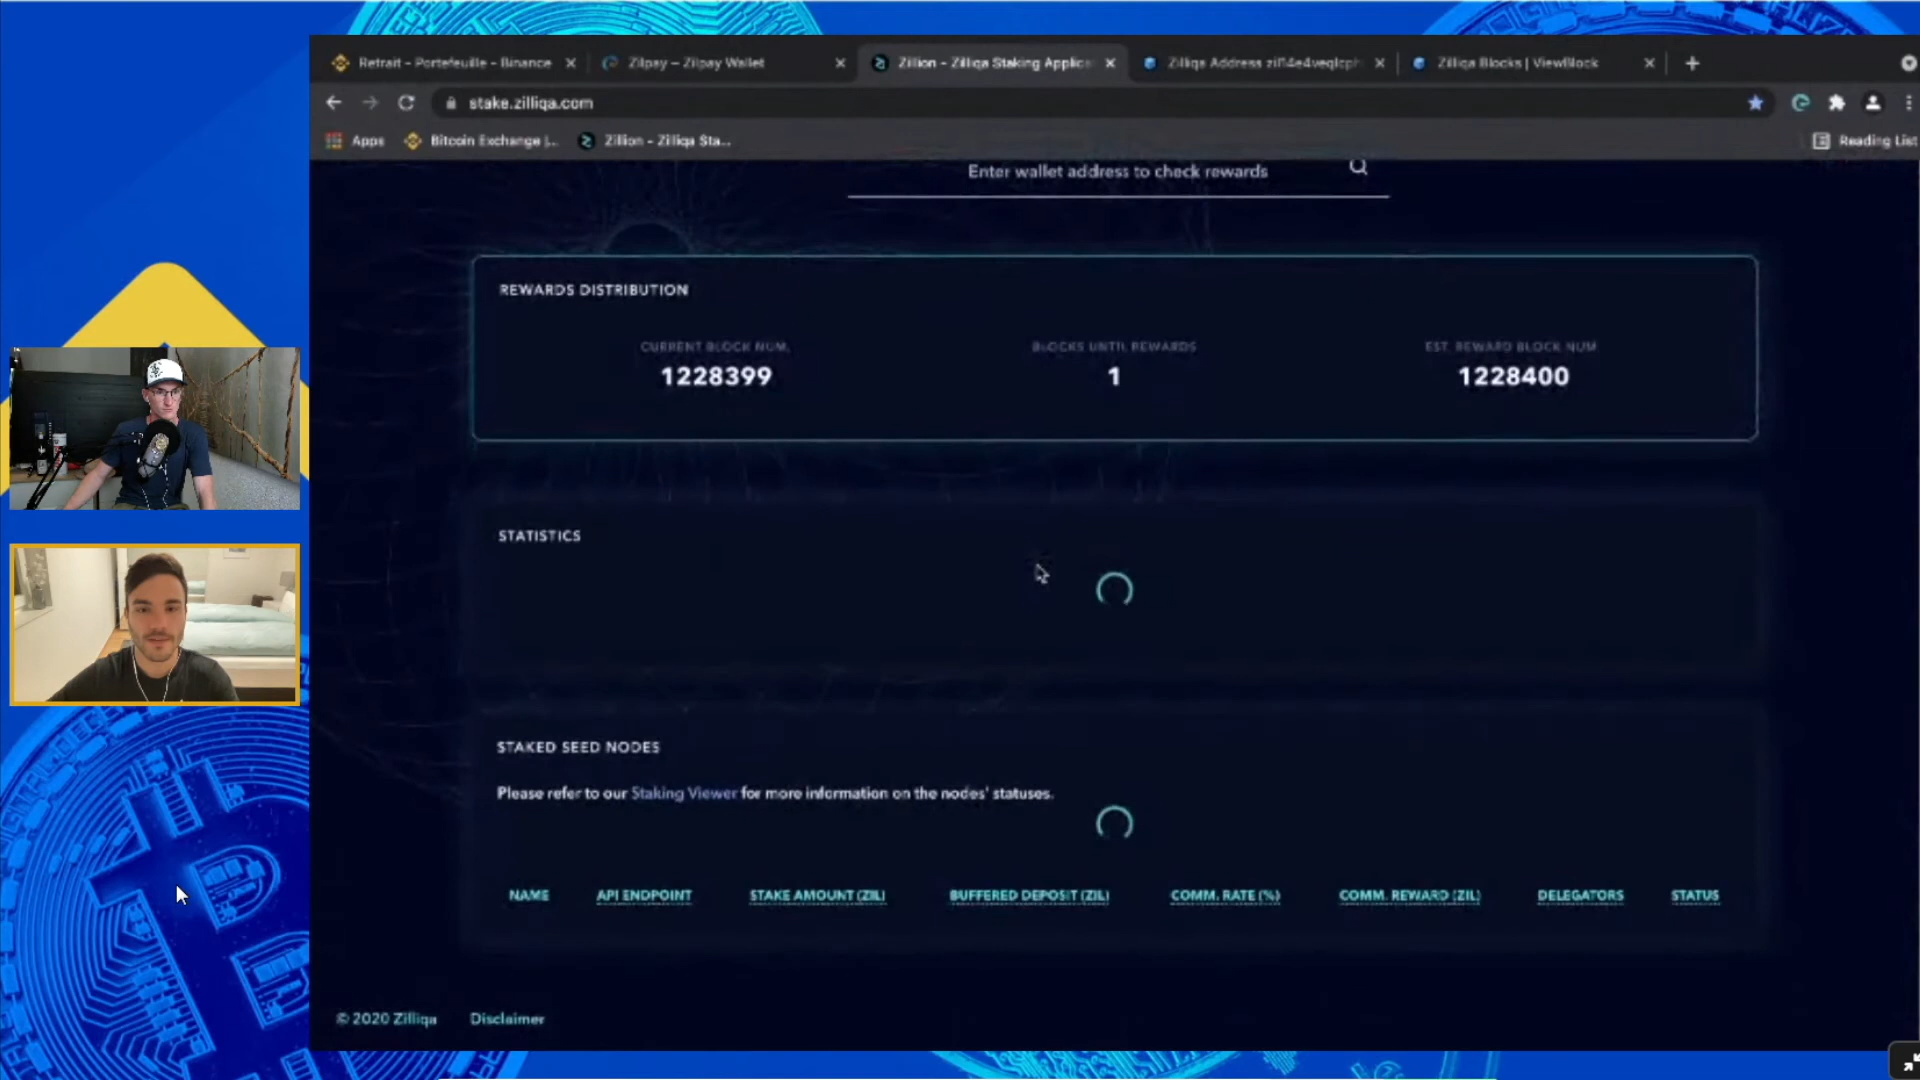 Retrait - Portefeuille - Binance
Zilpay – Zilpay Wallet
Zillion - Zilliqa Staking Applic
Zilliqa Address
Zilliqa Blocks | ViewBlock
stake.zilliqa.com
Apps
Bitcoin Exchange |...
Zillion - Zilliqa Sta...
Reading List
Enter wallet address to check rewards
REWARDS DISTRIBUTION
CURRENT BLOCK NUM.
BLOCKS UNTIL REWARDS
EST. REWARD BLOCK NUM
1228399
1
1228400
STATISTICS
STAKED SEED NODES
Please refer to our Staking Viewer for more information on the nodes' statuses.
NAME
API ENDPOINT
STAKE AMOUNT (ZIL)
BUFFERED DEPOSIT (ZIL)
COMM. RATE (%)
COMM. REWARD (ZIL)
DELEGATORS
STATUS
© 2020 Zilliqa
Disclaimer